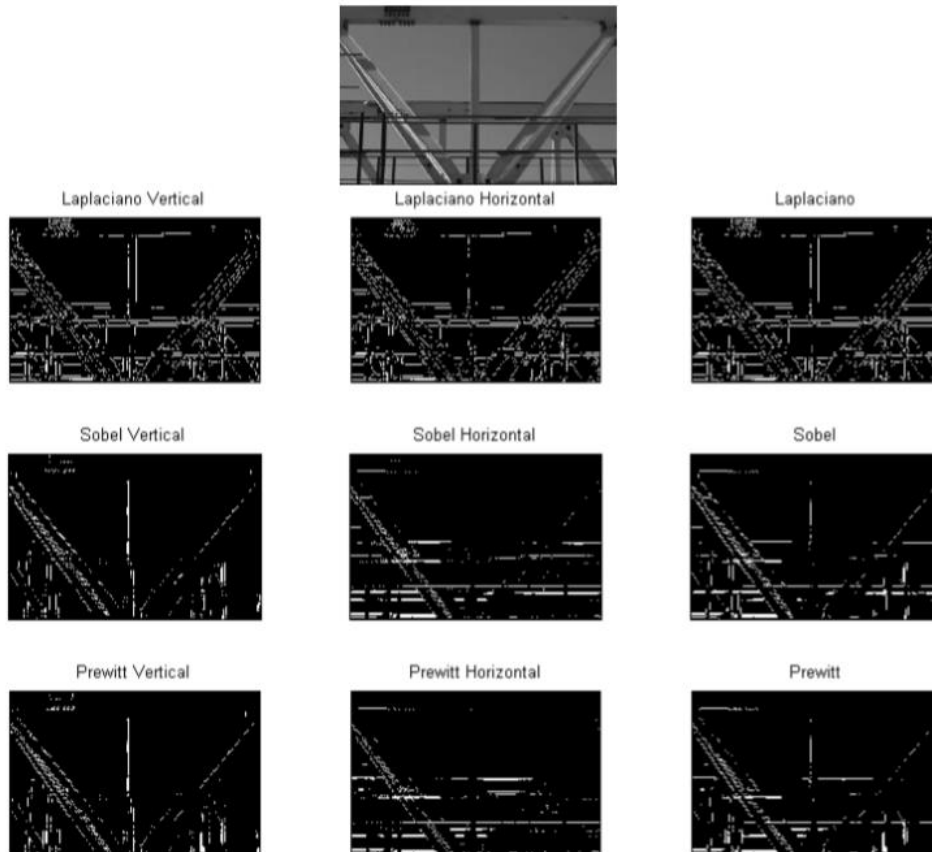 Laplaciano Vertical
Laplaciano Horizontal
Laplaciano
Sobel Vertical
Sobel Horizontal
Sobel
Prewitt Vertical
Prewitt Horizontal
Prewitt